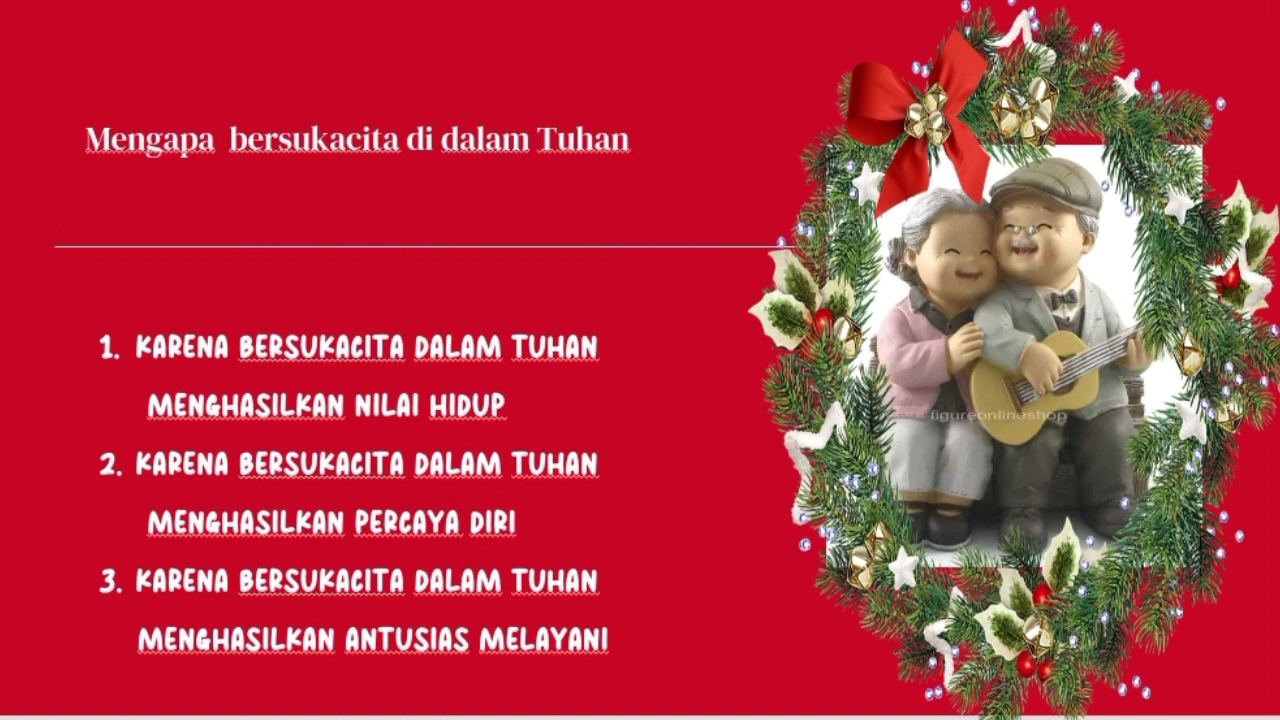 Mengapa bersukacita di dalam Tuhan
1. KARENA BERSUKACITA DALAM TUHAN
MENGHASILKAN NILAI HIDUP
2. KARENA BERSUKACITA DALAM TUHAN
MENGHASILKAN PERCAYA DIRI
3. KARENA BERSUKACITA DALAM TUHAN
MENGHASILKAN ANTUSIAS MELAYANI
figureonlineshop